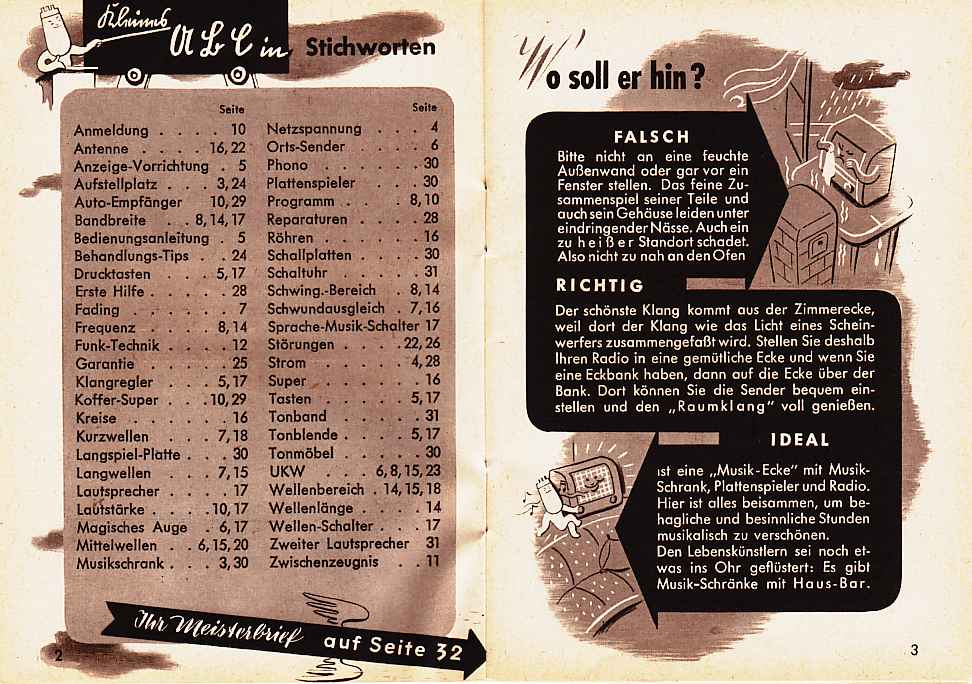 Kleines
ABC in Stichworten
Seite
Anmeldung . . . . 10
Antenne . . . . 16, 22
Anzeige-Vorrichtung . 5
Aufstellplatz . . . 3, 24
Auto-Empfänger 10, 29
Bandbreite . . 8, 14, 17
Bedienungsanleitung . 5
Behandlungs-Tips . . 24
Drucktasten . . . 5, 17
Erste Hilfe . . . . . 28
Fading . . . . . . 7
Frequenz . . . . 8, 14
Funk-Technik . . . . 12
Garantie . . . . . 25
Klangregler . . . 5, 17
Koffer-Super . . . 10, 29
Kreise . . . . . . 16
Kurzwellen . . . 7, 18
Langspiel-Platte . . . 30
Langwellen . . . 7, 15
Lautsprecher . . . . 17
Lautstärke . . . . 10, 17
Magisches Auge . 6, 17
Mittelwellen . . 6, 15, 20
Musikschrank . . . 3, 30
Seite
Netzspannung . . . 4
Orts-Sender . . . . 6
Phono . . . . . . 30
Plattenspieler . . . 30
Programm . . . . 8, 10
Reparaturen . . . . 28
Röhren . . . . . . 16
Schallplatten . . . . 30
Schaltuhr . . . . . 31
Schwing.-Bereich . 8, 14
Schwundausgleich . 7, 16
Sprache-Musik-Schalter 17
Störungen . . . . 22, 26
Strom . . . . . 4, 28
Super . . . . . . 16
Tasten . . . . . 5, 17
Tonband . . . . . 31
Tonblende . . . . 5, 17
Tonmöbel . . . . . 30
UKW . . . 6, 8, 15, 23
Wellenbereich . 14, 15, 18
Wellenlänge . . . . 14
Wellen-Schalter . . . 17
Zweiter Lautsprecher 31
Zwischenzeugnis . . 11
Ihr Meisterbrief auf Seite 32
2
Wo soll er hin?
FALSCH
Bitte nicht an eine feuchte
Außenwand oder gar vor ein
Fenster stellen. Das feine Zu-
sammenspiel seiner Teile und
auch sein Gehäuse leiden unter
eindringender Nässe. Auch ein
zu heißer Standort schadet.
Also nicht zu nah an den Ofen
RICHTIG
Der schönste Klang kommt aus der Zimmerecke,
weil dort der Klang wie das Licht eines Schein-
werfers zusammengefaßt wird. Stellen Sie deshalb
Ihren Radio in eine gemütliche Ecke und wenn Sie
eine Eckbank haben, dann auf die Ecke über der
Bank. Dort können Sie die Sender bequem ein-
stellen und den „Raumklang" voll genießen.
IDEAL
ist eine „Musik-Ecke" mit Musik-
Schrank, Plattenspieler und Radio.
Hier ist alles beisammen, um be-
hagliche und besinnliche Stunden
musikalisch zu verschönen.
Den Lebenskünstlern sei noch et-
was ins Ohr geflüstert: Es gibt
Musik-Schränke mit Haus-Bar.
3